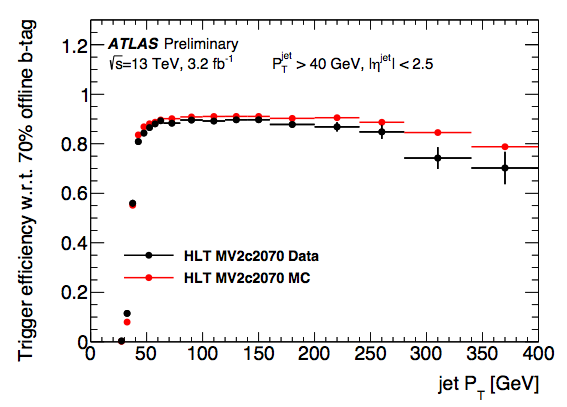 Trigger efficiency w.r.t. 70% offline b-tag
1.2
1
0.8
0.6
0.4
0.2
0
ATLAS Preliminary
√s=13 TeV, 3.2 fb⁻¹
P_T^jet > 40 GeV, |η^jet| < 2.5
HLT MV2c2070 Data
HLT MV2c2070 MC
0 50 100 150 200 250 300 350 400
jet P_T [GeV]